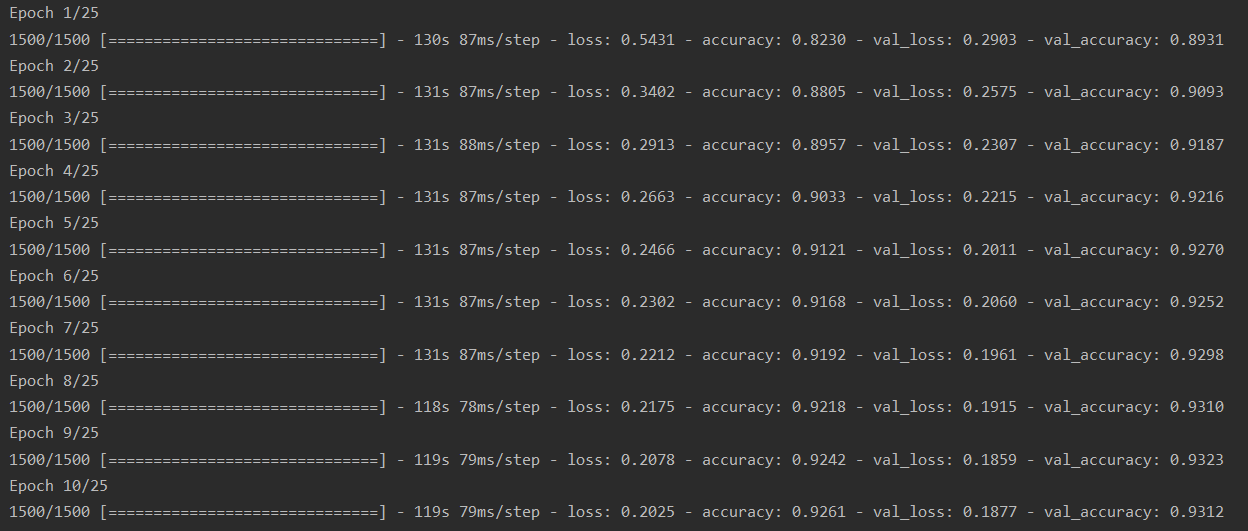 Epoch 1/25
1500/1500 [==============================] - 130s 87ms/step - loss: 0.5431 - accuracy: 0.8230 - val_loss: 0.2903 - val_accuracy: 0.8931
Epoch 2/25
1500/1500 [==============================] - 131s 87ms/step - loss: 0.3402 - accuracy: 0.8805 - val_loss: 0.2575 - val_accuracy: 0.9093
Epoch 3/25
1500/1500 [==============================] - 131s 88ms/step - loss: 0.2913 - accuracy: 0.8957 - val_loss: 0.2307 - val_accuracy: 0.9187
Epoch 4/25
1500/1500 [==============================] - 131s 87ms/step - loss: 0.2663 - accuracy: 0.9033 - val_loss: 0.2215 - val_accuracy: 0.9216
Epoch 5/25
1500/1500 [==============================] - 131s 87ms/step - loss: 0.2466 - accuracy: 0.9121 - val_loss: 0.2011 - val_accuracy: 0.9270
Epoch 6/25
1500/1500 [==============================] - 131s 87ms/step - loss: 0.2302 - accuracy: 0.9168 - val_loss: 0.2060 - val_accuracy: 0.9252
Epoch 7/25
1500/1500 [==============================] - 131s 87ms/step - loss: 0.2212 - accuracy: 0.9192 - val_loss: 0.1961 - val_accuracy: 0.9298
Epoch 8/25
1500/1500 [==============================] - 118s 78ms/step - loss: 0.2175 - accuracy: 0.9218 - val_loss: 0.1915 - val_accuracy: 0.9310
Epoch 9/25
1500/1500 [==============================] - 119s 79ms/step - loss: 0.2078 - accuracy: 0.9242 - val_loss: 0.1859 - val_accuracy: 0.9323
Epoch 10/25
1500/1500 [==============================] - 119s 79ms/step - loss: 0.2025 - accuracy: 0.9261 - val_loss: 0.1877 - val_accuracy: 0.9312